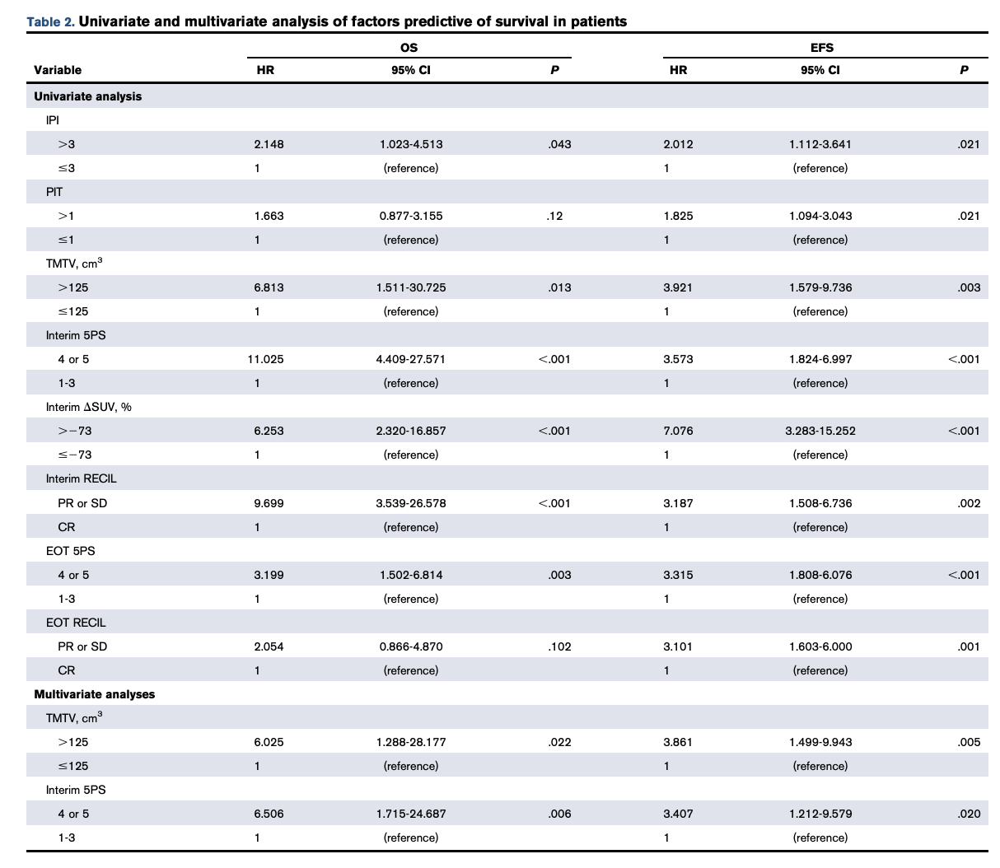 Table 2. Univariate and multivariate analysis of factors predictive of survival in patients
OS EFS
Variable HR 95% CI P HR 95% CI P
Univariate analysis
IPI
>3 2.148 1.023-4.513 .043 2.012 1.112-3.641 .021
≤3 1 (reference) 1 (reference)
PIT
>1 1.663 0.877-3.155 .12 1.825 1.094-3.043 .021
≤1 1 (reference) 1 (reference)
TMTV, cm³
>125 6.813 1.511-30.725 .013 3.921 1.579-9.736 .003
≤125 1 (reference) 1 (reference)
Interim 5PS
4 or 5 11.025 4.409-27.571 <.001 3.573 1.824-6.997 <.001
1-3 1 (reference) 1 (reference)
Interim ΔSUV, %
>−73 6.253 2.320-16.857 <.001 7.076 3.283-15.252 <.001
≤−73 1 (reference) 1 (reference)
Interim RECIL
PR or SD 9.699 3.539-26.578 <.001 3.187 1.508-6.736 .002
CR 1 (reference) 1 (reference)
EOT 5PS
4 or 5 3.199 1.502-6.814 .003 3.315 1.808-6.076 <.001
1-3 1 (reference) 1 (reference)
EOT RECIL
PR or SD 2.054 0.866-4.870 .102 3.101 1.603-6.000 .001
CR 1 (reference) 1 (reference)
Multivariate analyses
TMTV, cm³
>125 6.025 1.288-28.177 .022 3.861 1.499-9.943 .005
≤125 1 (reference) 1 (reference)
Interim 5PS
4 or 5 6.506 1.715-24.687 .006 3.407 1.212-9.579 .020
1-3 1 (reference) 1 (reference)